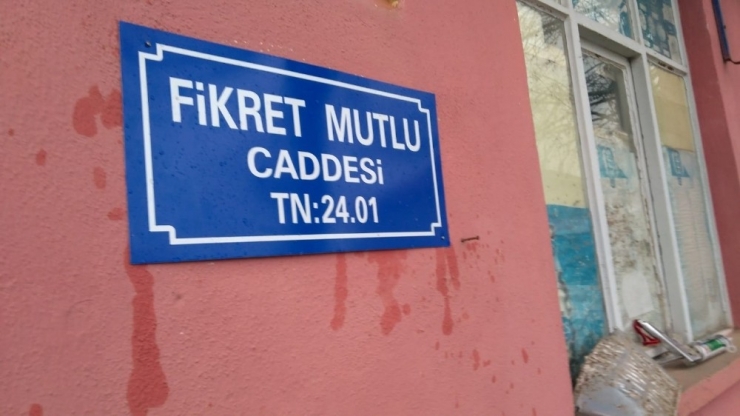 FiKRET MUTLU
CADDESi
TN:24.01